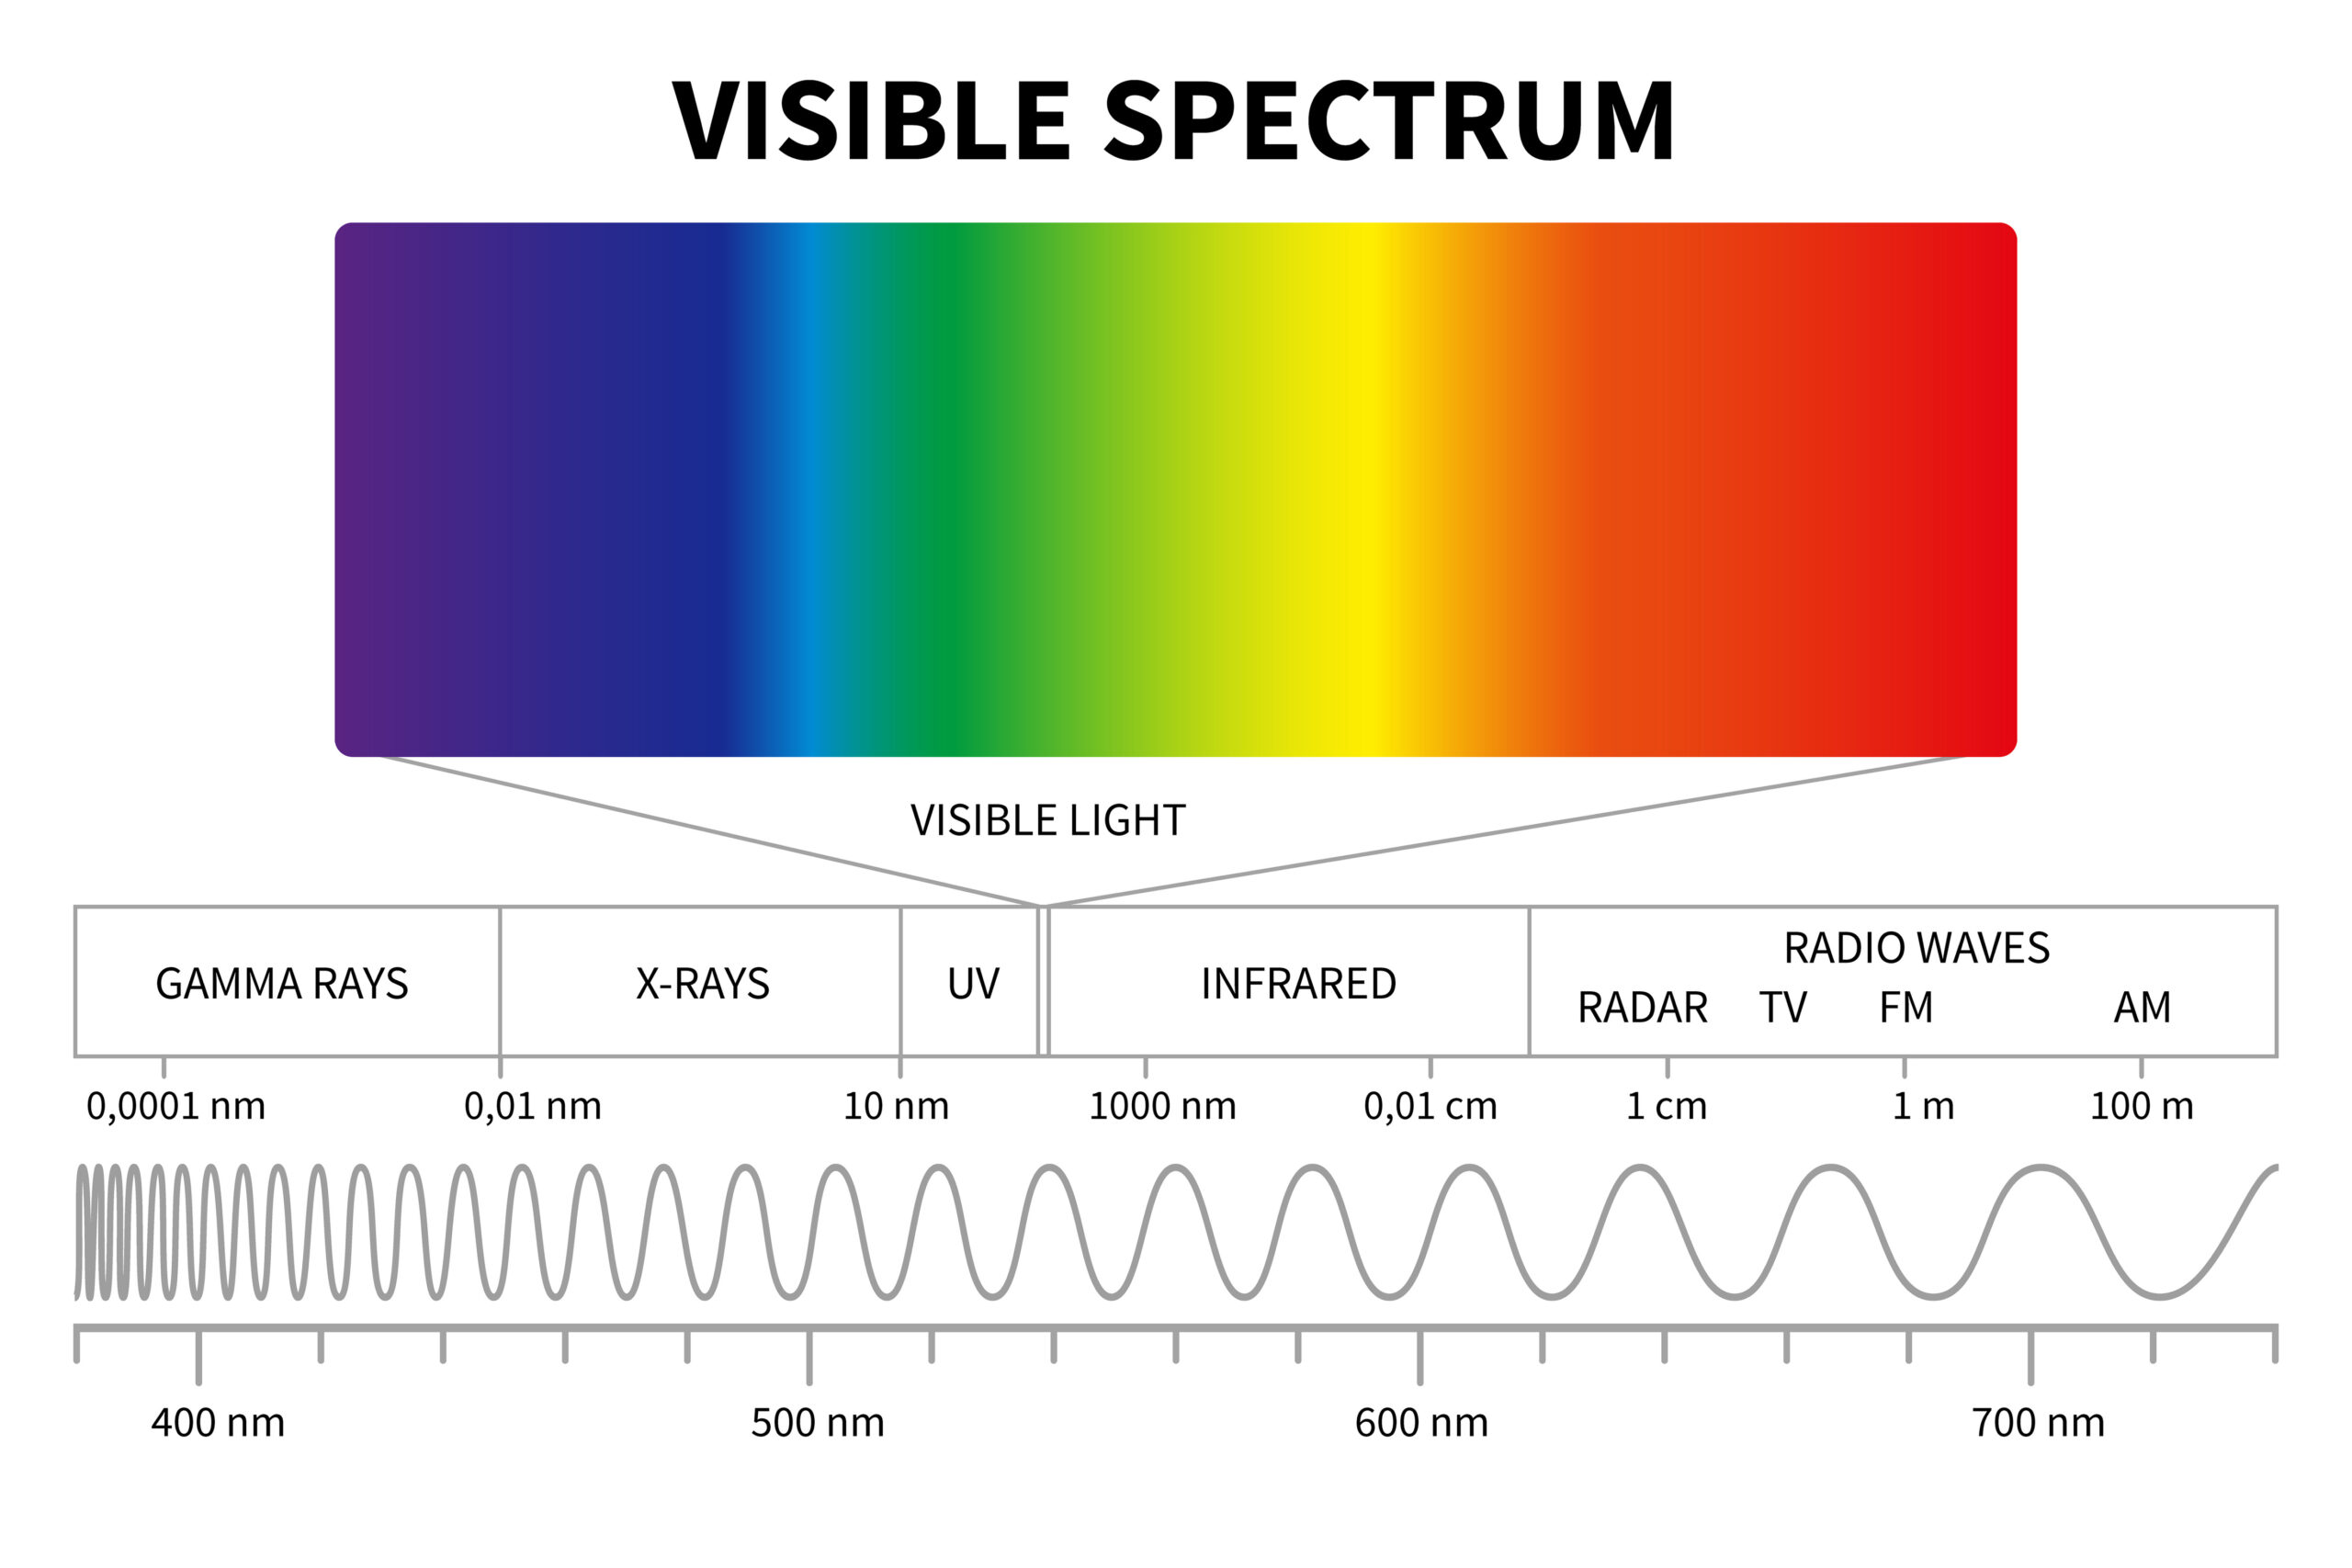 VISIBLE SPECTRUM
VISIBLE LIGHT
GAMMA RAYS X-RAYS UV INFRARED RADIO WAVES
RADAR TV FM AM
0,0001 nm 0,01 nm 10 nm 1000 nm 0,01 cm 1 cm 1 m 100 m
400 nm 500 nm 600 nm 700 nm